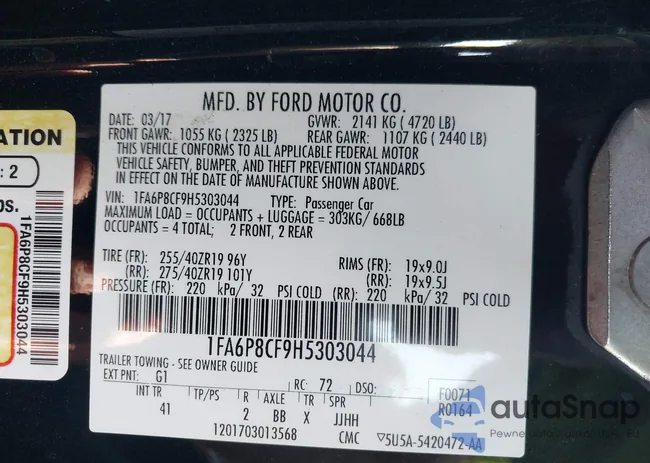 MFD. BY FORD MOTOR CO.
DATE: 03/17 GVWR: 2141 KG ( 4720 LB)
FRONT GAWR: 1055 KG ( 2325 LB) REAR GAWR: 1107 KG ( 2440 LB)
THIS VEHICLE CONFORMS TO ALL APPLICABLE FEDERAL MOTOR
VEHICLE SAFETY, BUMPER, AND THEFT PREVENTION STANDARDS
IN EFFECT ON THE DATE OF MANUFACTURE SHOWN ABOVE.
VIN: 1FA6P8CF9H5303044 TYPE: Passenger Car
MAXIMUM LOAD = OCCUPANTS + LUGGAGE = 303KG/ 668LB
OCCUPANTS = 4 TOTAL; 2 FRONT, 2 REAR
TIRE (FR): 255/40ZR19 96Y RIMS (FR): 19x9.0J
(RR): 275/40ZR19 101Y (RR): 19x9.5J
PRESSURE (FR): 220 kPa/ 32 PSI COLD (RR): 220 kPa/ 32 PSI COLD
1FA6P8CF9H5303044
TRAILER TOWING - SEE OWNER GUIDE
EXT PNT: G1 RC: 72 DSO: F0071
INT TR TP/PS R AXLE TR SPR R0164
41 2 BB X JJHH
1201703013568 CMC ▽5U5A-5420472-AA
ATION
: 2
os.
1FA6P8CF9H5303044
autoSnap